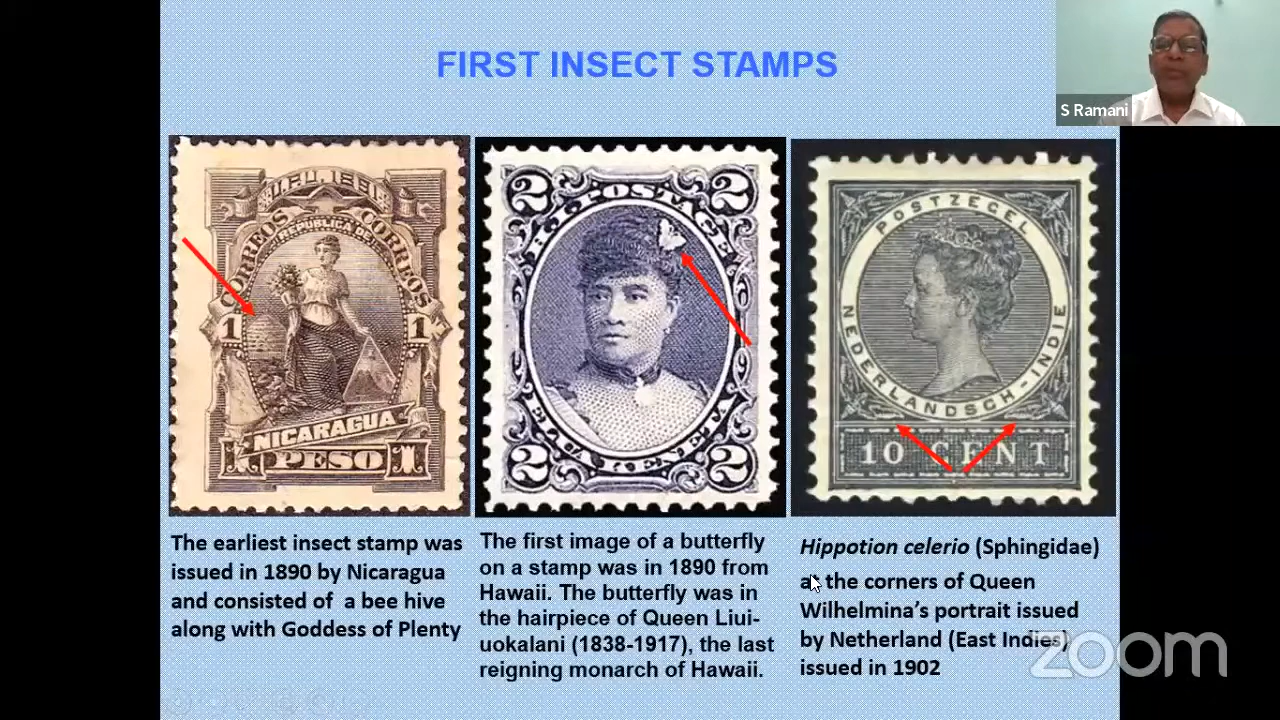 FIRST INSECT STAMPS
S Ramani
CORREOS CORREOS
REPUBLICA DE
1 1
NICARAGUA
1 PESO 1
2 2
POSTAGE
2 2
POSTZEGEL
NEDERLANDSCH-INDIE
10 CENT
The earliest insect stamp was
issued in 1890 by Nicaragua
and consisted of a bee hive
along with Goddess of Plenty
The first image of a butterfly
on a stamp was in 1890 from
Hawaii. The butterfly was in
the hairpiece of Queen Liui-
uokalani (1838-1917), the last
reigning monarch of Hawaii.
Hippotion celerio (Sphingidae)
at the corners of Queen
Wilhelmina's portrait issued
by Netherland (East Indies)
issued in 1902
zoom